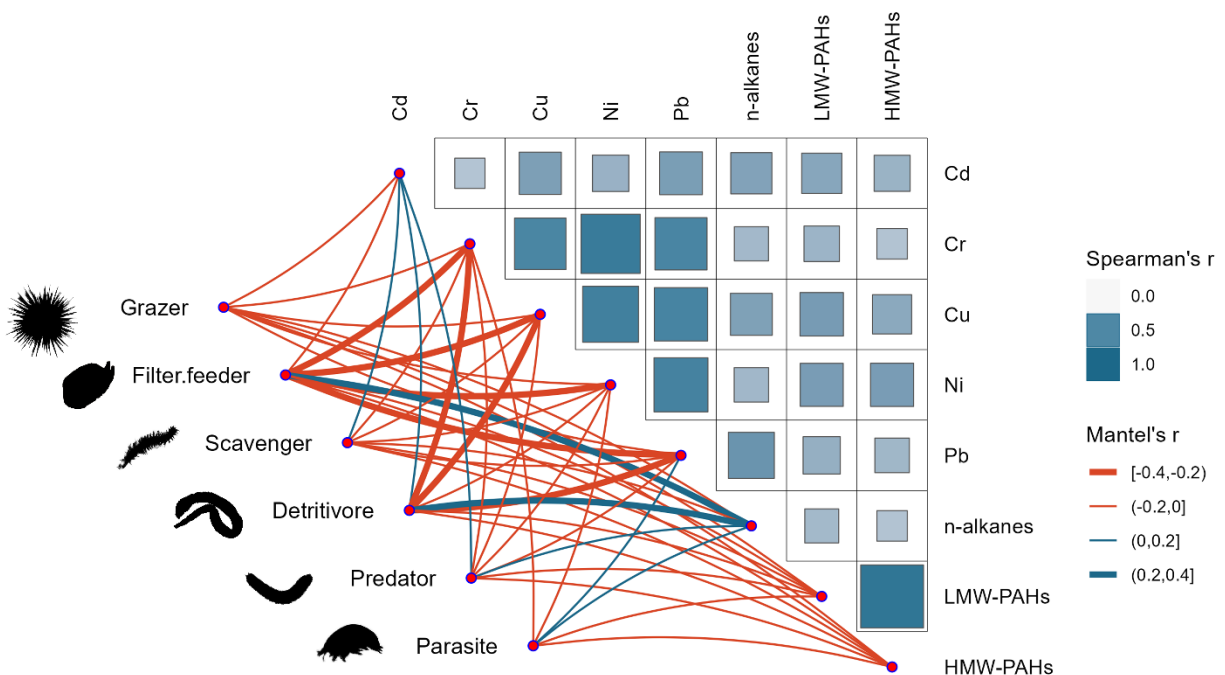 Cd
Cr
Cu
Ni
Pb
n-alkanes
LMW-PAHs
HMW-PAHs
Cd
Cr
Cu
Ni
Pb
n-alkanes
LMW-PAHs
HMW-PAHs
Grazer
Filter.feeder
Scavenger
Detritivore
Predator
Parasite
Spearman's r
0.0
0.5
1.0
Mantel's r
[-0.4,-0.2)
(-0.2,0]
(0,0.2]
(0.2,0.4]